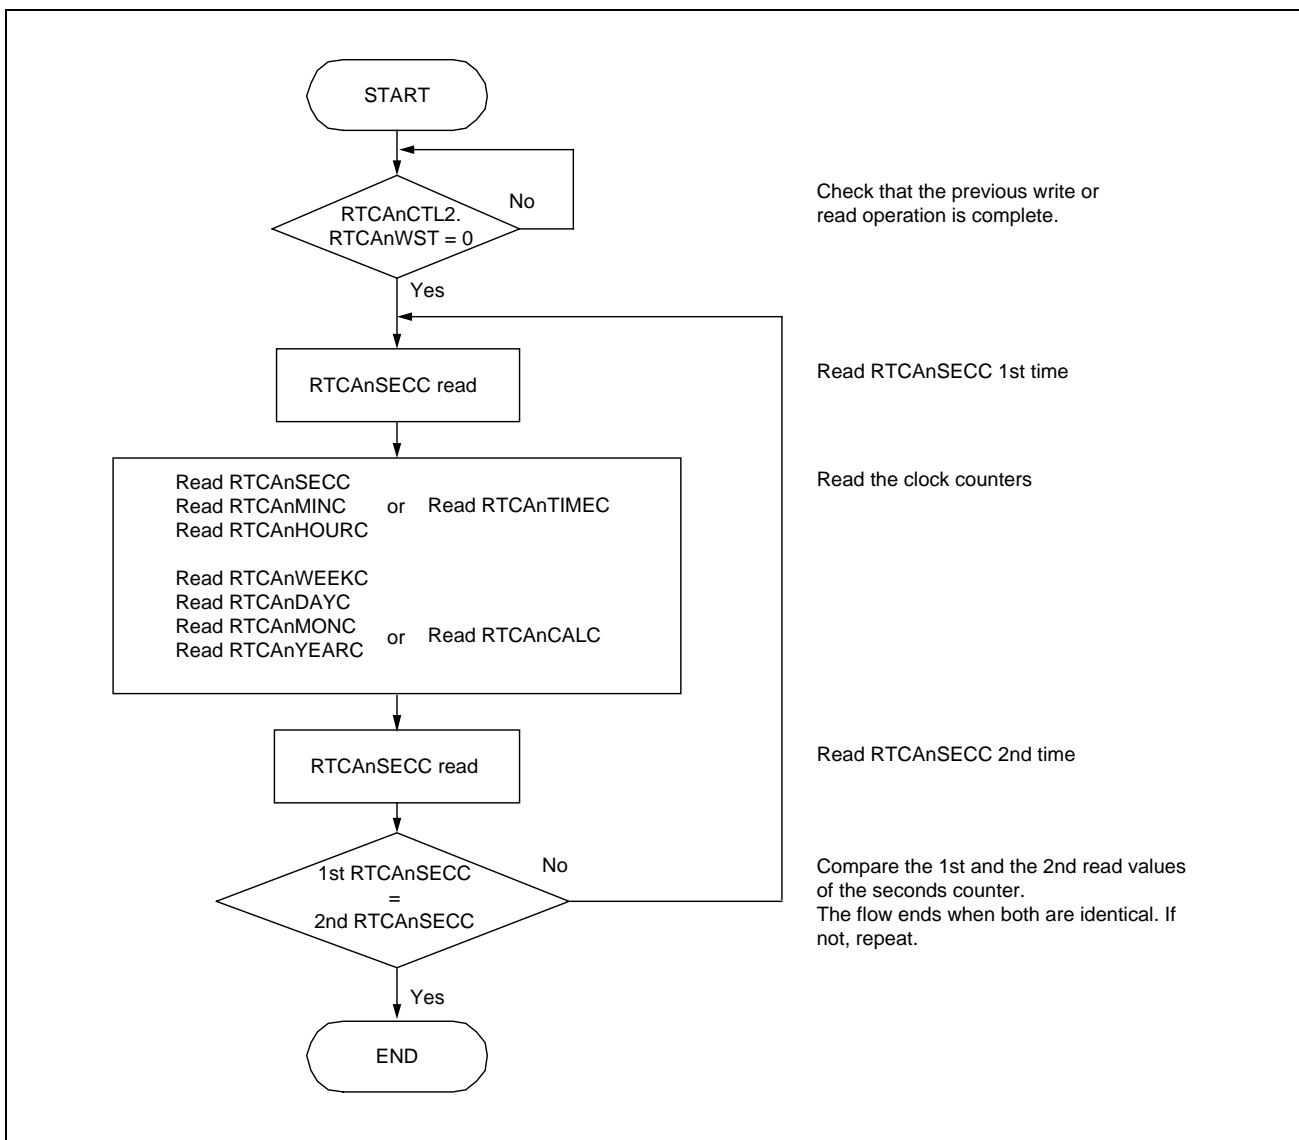 START
No
RTCAnCTL2.
RTCAnWST = 0
Check that the previous write or
read operation is complete.
Yes
RTCAnSECC read
Read RTCAnSECC 1st time
Read RTCAnSECC
Read RTCAnMINC or Read RTCAnTIMEC
Read RTCAnHOURC
Read the clock counters
Read RTCAnWEEKC
Read RTCAnDAYC
Read RTCAnMONC or Read RTCAnCALC
Read RTCAnYEARC
RTCAnSECC read
Read RTCAnSECC 2nd time
1st RTCAnSECC
=
2nd RTCAnSECC
No
Compare the 1st and the 2nd read values
of the seconds counter.
The flow ends when both are identical. If
not, repeat.
Yes
END